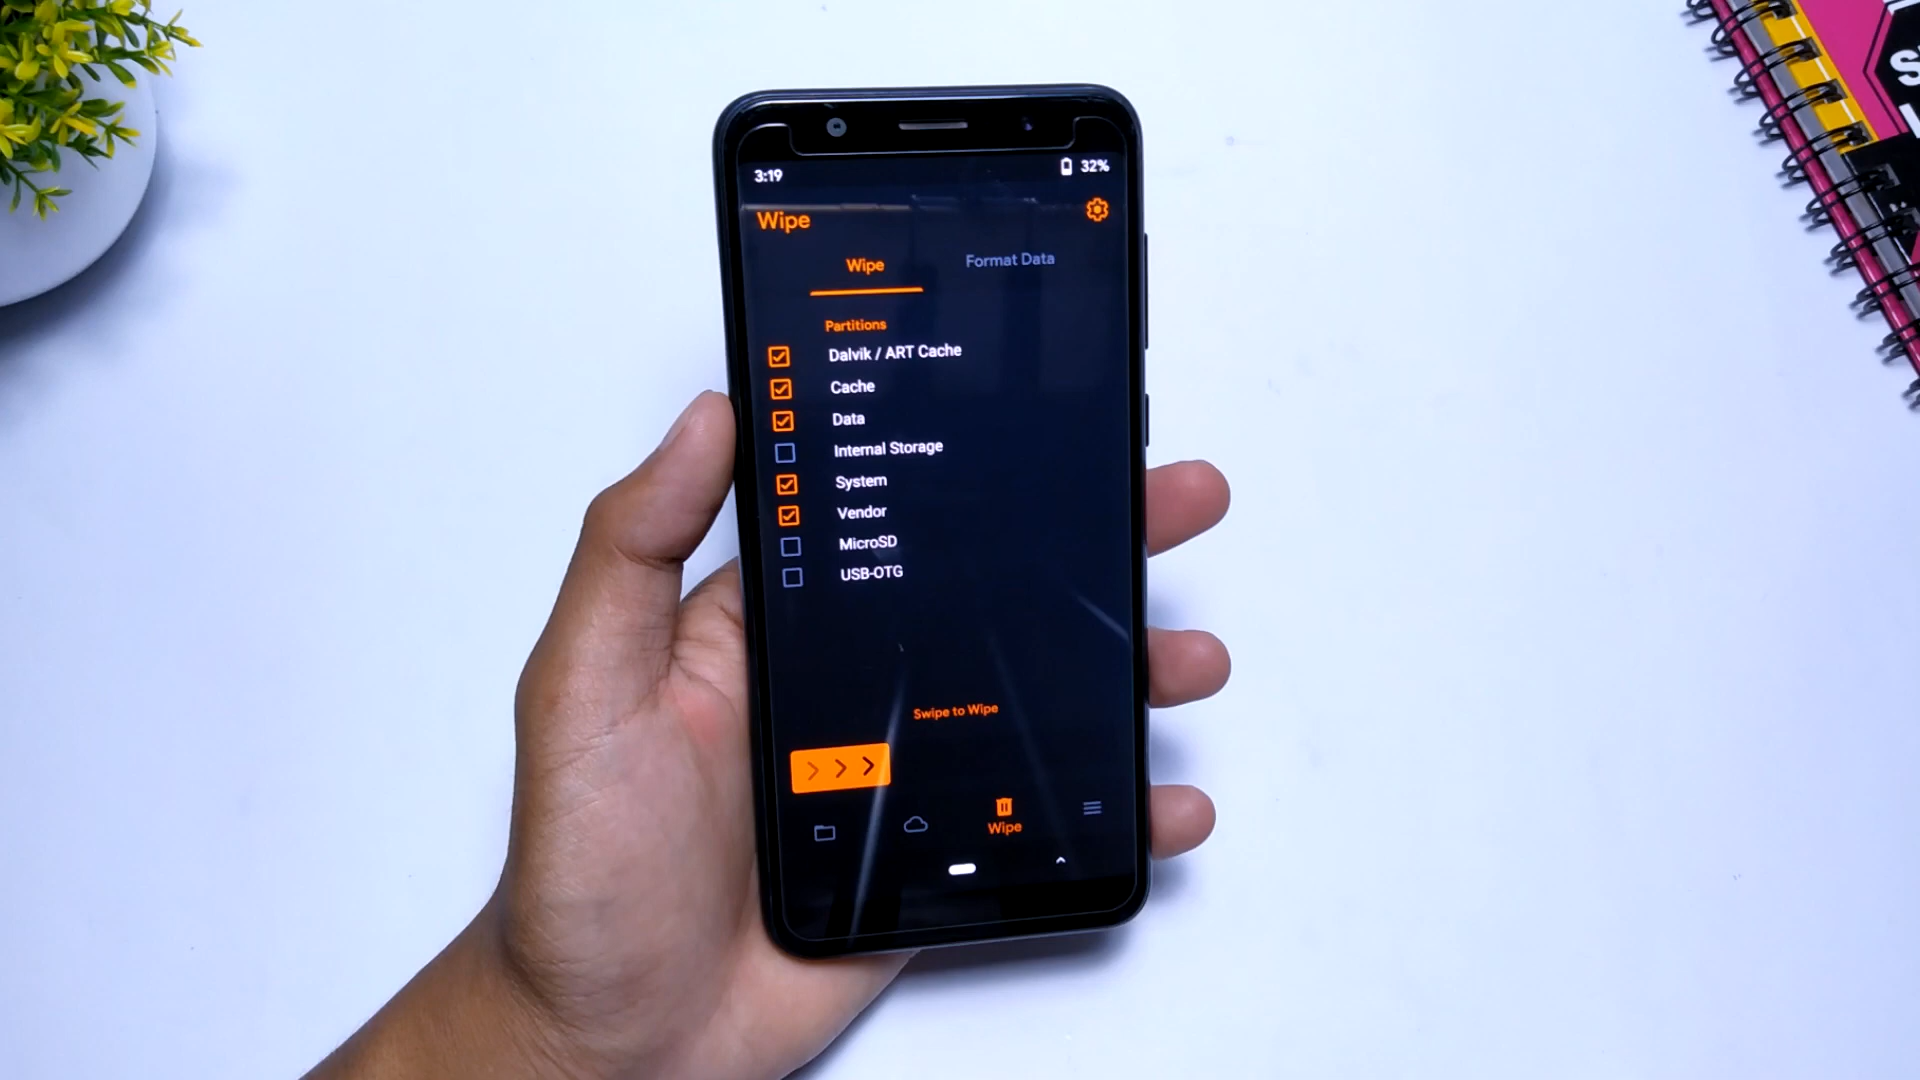 3:19
32%
Wipe
Wipe
Format Data
Partitions
Dalvik / ART Cache
Cache
Data
Internal Storage
System
Vendor
MicroSD
USB-OTG
Swipe to Wipe
Wipe